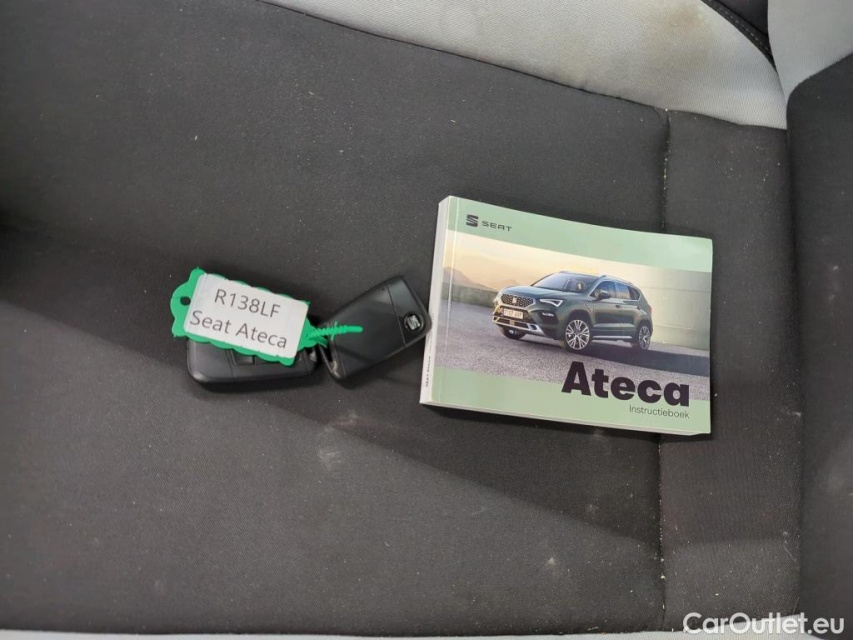 R138LF
Seat Ateca
SEAT
Ateca
Instructieboek
CarOutlet.eu